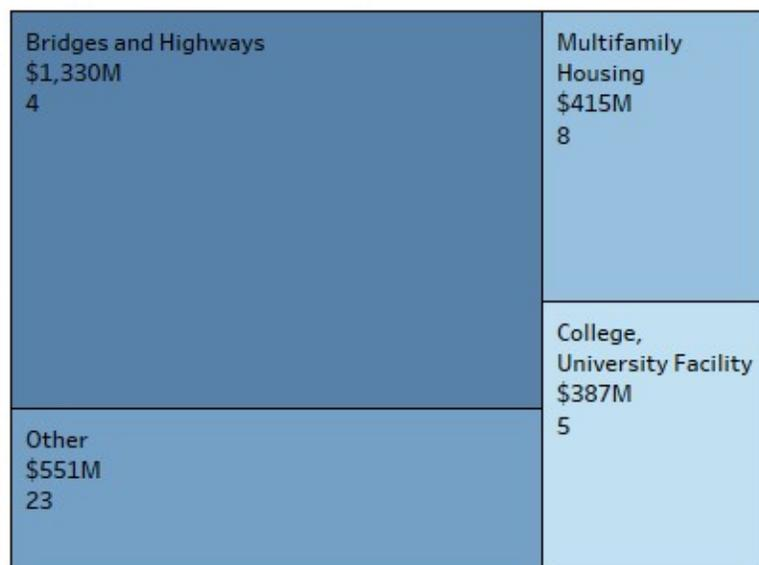 Bridges and Highways
$1,330M
4
Multifamily
Housing
$415M
8
College,
University Facility
$387M
5
Other
$551M
23